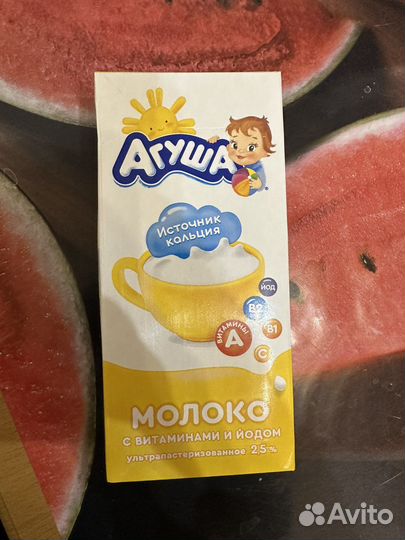 АГУША
Источник
кальция
ЙОД
B2
B1
ВИТАМИНЫ
A
C
МОЛОКО
С ВИТАМИНАМИ И ЙОДОМ
ультрапастеризованное 2,5%
Avito